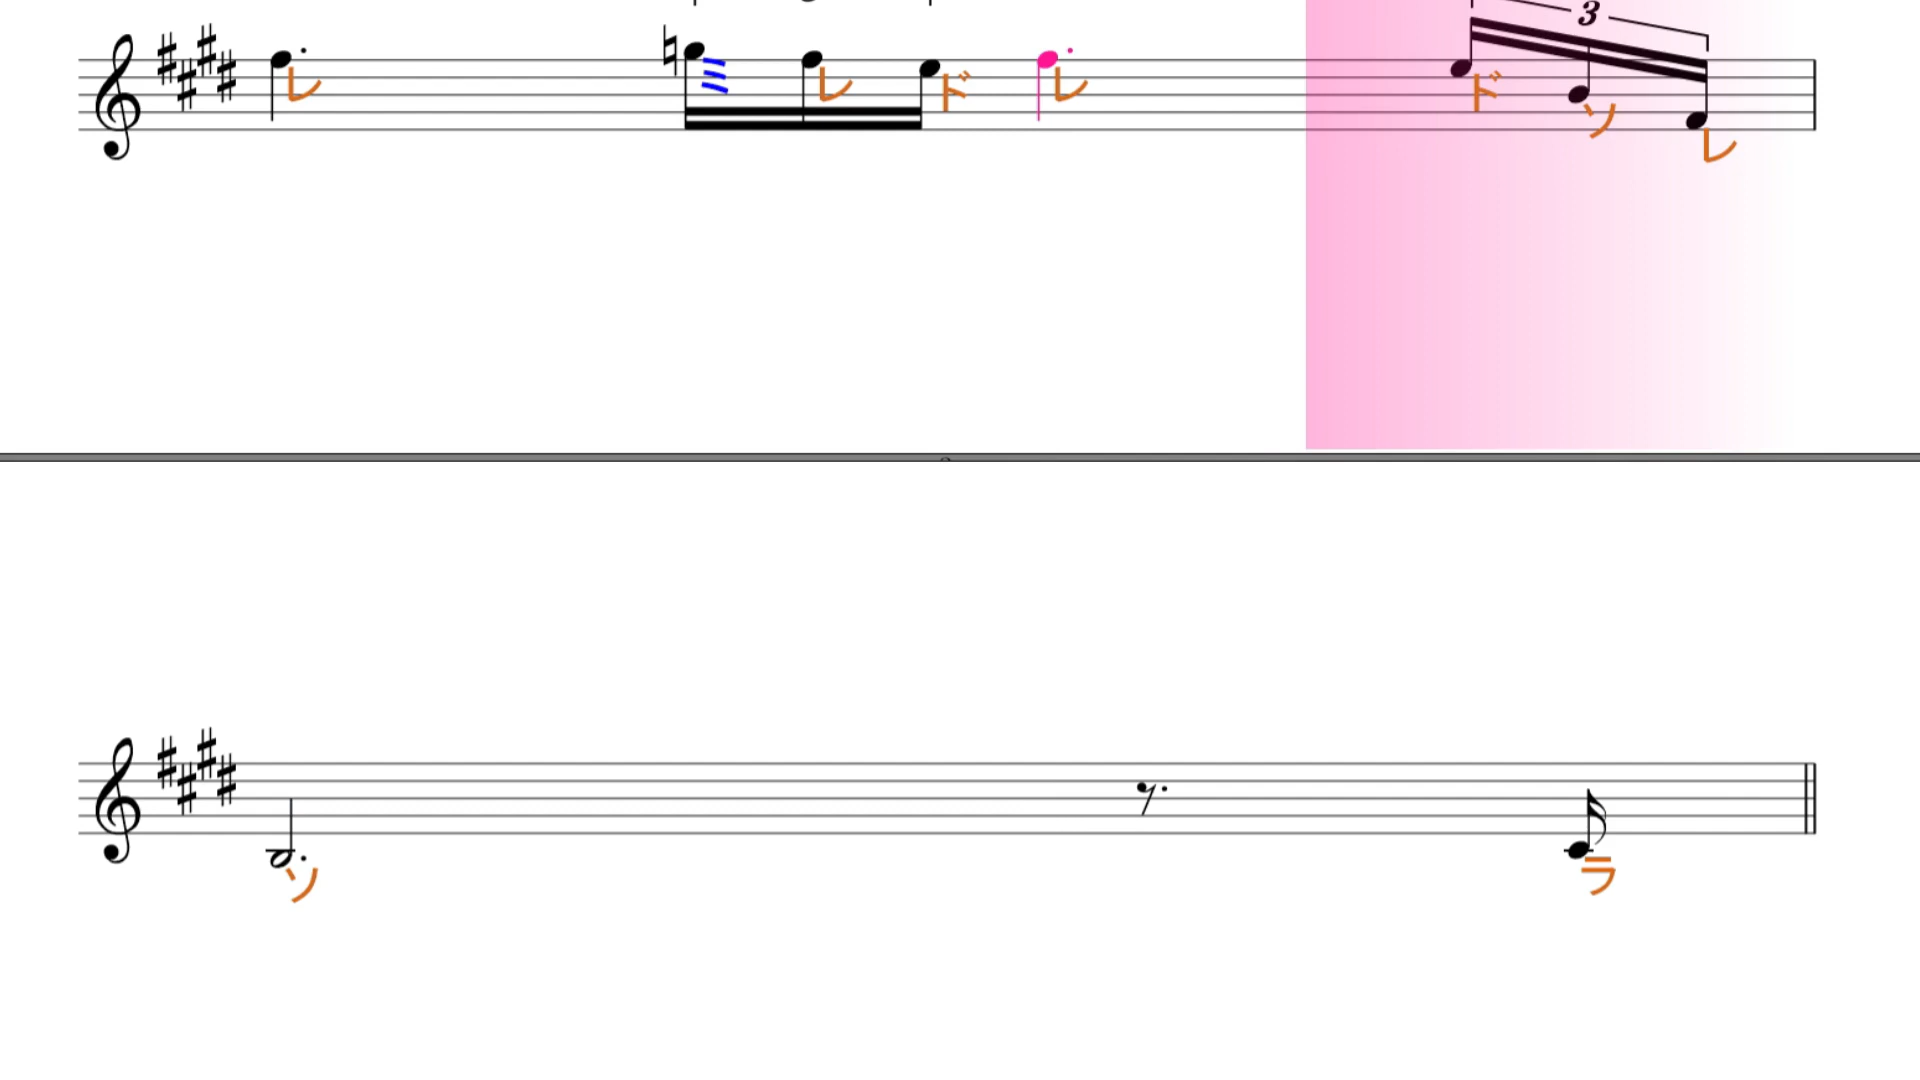 3
レ ミ レ ド レ ド ソ レ
ソ ラ